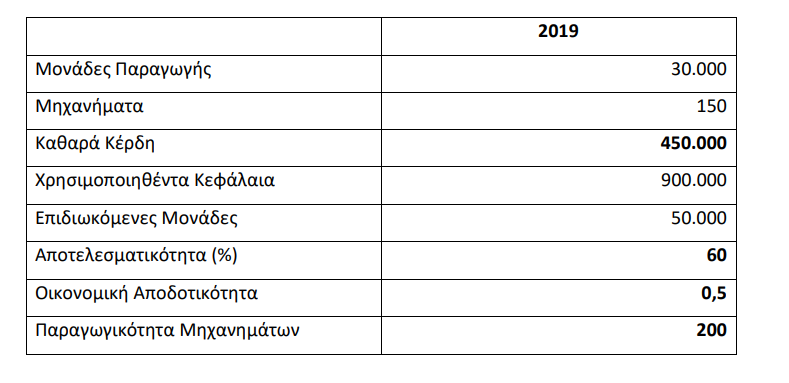 2019
Μονάδες Παραγωγής 30.000
Μηχανήματα 150
Καθαρά Κέρδη 450.000
Χρησιμοποιηθέντα Κεφάλαια 900.000
Επιδιωκόμενες Μονάδες 50.000
Αποτελεσματικότητα (%) 60
Οικονομική Αποδοτικότητα 0,5
Παραγωγικότητα Μηχανημάτων 200